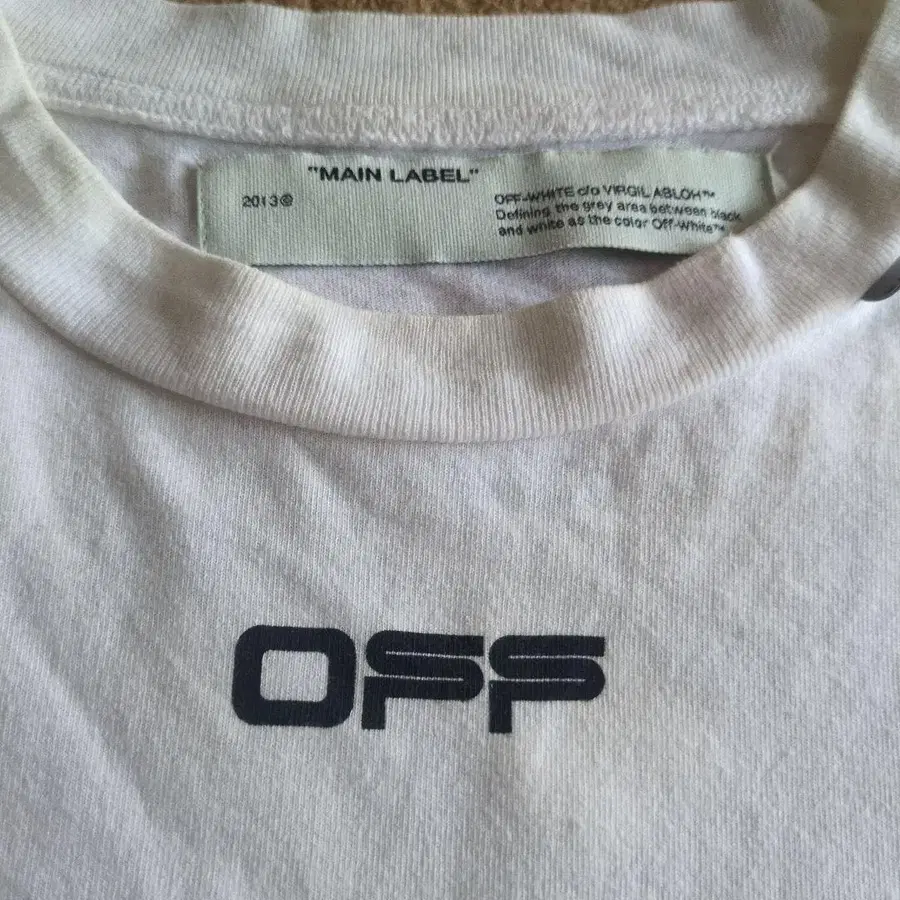 "MAIN LABEL"
2013©
OFF-WHITE c/o VIRGIL ABLOH™
Defining the grey area between black
and white as the color Off-White™
OFF